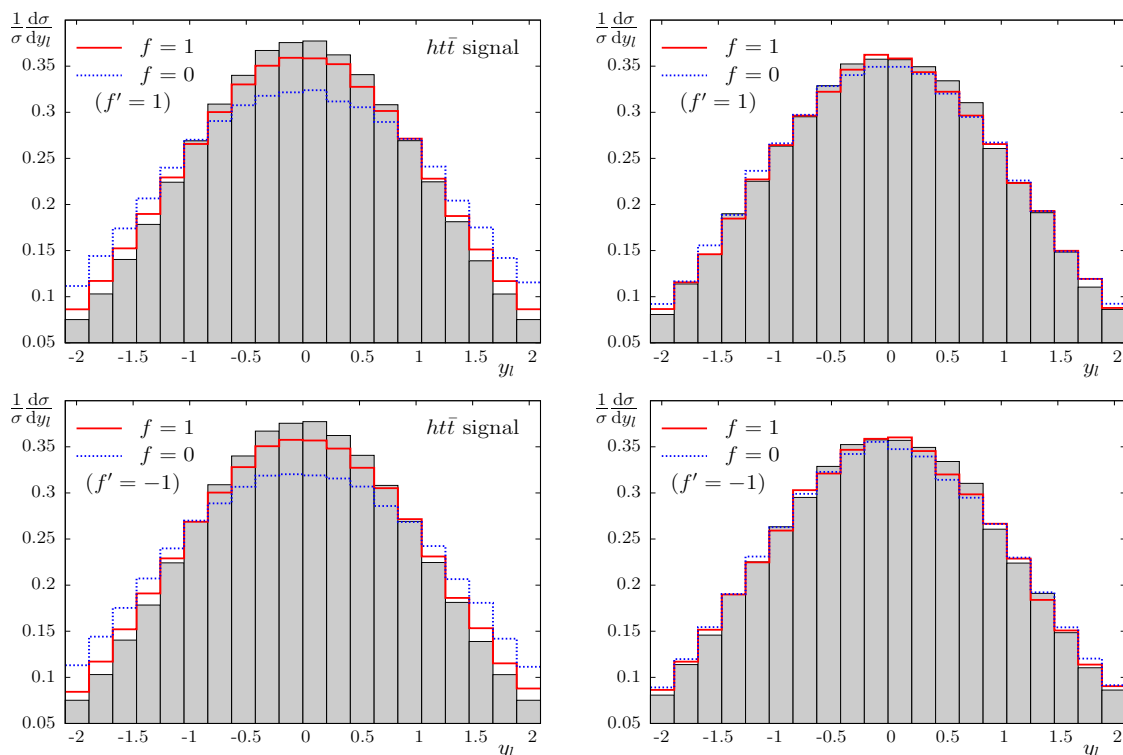 1/σ dσ/dy_l
f = 1
f = 0
(f′ = 1)
htt̄ signal
0.35
0.3
0.25
0.2
0.15
0.1
0.05
-2 -1.5 -1 -0.5 0 0.5 1 1.5 2
y_l
1/σ dσ/dy_l
f = 1
f = 0
(f′ = 1)
0.35
0.3
0.25
0.2
0.15
0.1
0.05
-2 -1.5 -1 -0.5 0 0.5 1 1.5 2
y_l
1/σ dσ/dy_l
f = 1
f = 0
(f′ = −1)
htt̄ signal
0.35
0.3
0.25
0.2
0.15
0.1
0.05
-2 -1.5 -1 -0.5 0 0.5 1 1.5 2
y_l
1/σ dσ/dy_l
f = 1
f = 0
(f′ = −1)
0.35
0.3
0.25
0.2
0.15
0.1
0.05
-2 -1.5 -1 -0.5 0 0.5 1 1.5 2
y_l